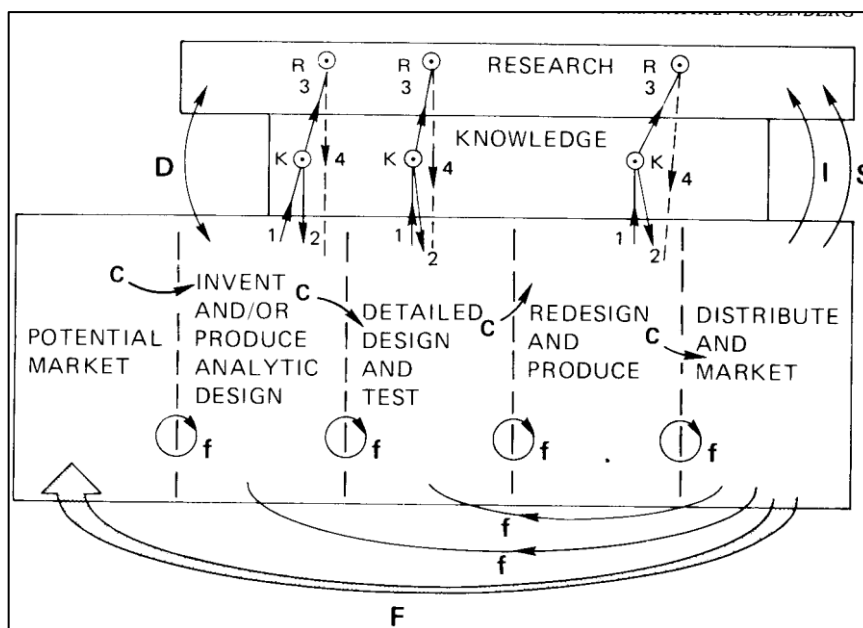 R
3
R
3
RESEARCH
R
3
KNOWLEDGE
D
K
4
K
4
K
4
I
S
1
2
1
2
1
2
C
INVENT
AND/OR
PRODUCE
ANALYTIC
DESIGN
C
DETAILED
DESIGN
AND
TEST
C
REDESIGN
AND
PRODUCE
C
DISTRIBUTE
AND
MARKET
POTENTIAL
MARKET
f
f
f
f
f
f
F